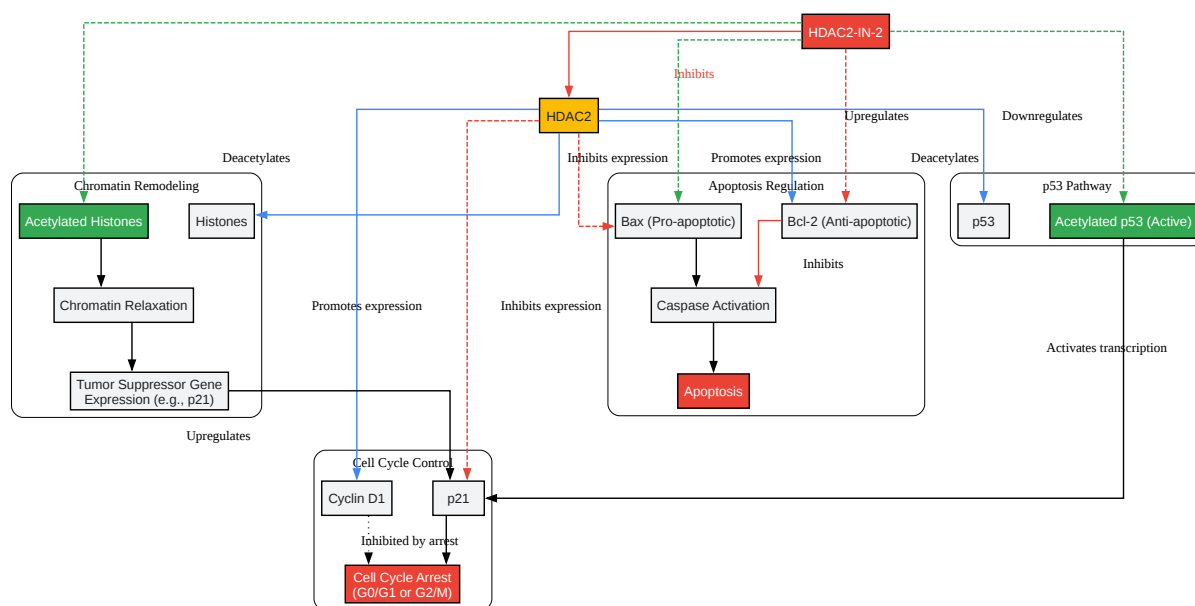 HDAC2-IN-2
Inhibits
HDAC2
Upregulates
Downregulates
Deacetylates
Inhibits expression
Promotes expression
Deacetylates
Chromatin Remodeling
Apoptosis Regulation
p53 Pathway
Acetylated Histones
Histones
Bax (Pro-apoptotic)
Bcl-2 (Anti-apoptotic)
p53
Acetylated p53 (Active)
Inhibits
Chromatin Relaxation
Promotes expression
Inhibits expression
Caspase Activation
Activates transcription
Tumor Suppressor Gene
Expression (e.g., p21)
Apoptosis
Upregulates
Cell Cycle Control
Cyclin D1
p21
Inhibited by arrest
Cell Cycle Arrest
(G0/G1 or G2/M)